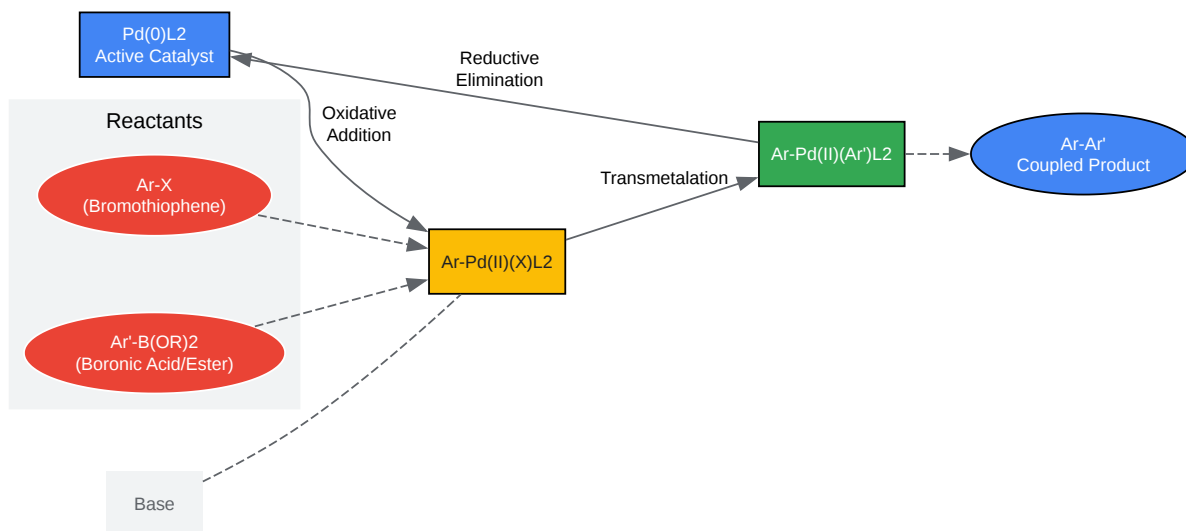 Pd(0)L2
Active Catalyst
Reductive
Elimination
Oxidative
Addition
Reactants
Ar-X
(Bromothiophene)
Ar-Pd(II)(Ar')L2
Ar-Ar'
Coupled Product
Transmetalation
Ar-Pd(II)(X)L2
Ar'-B(OR)2
(Boronic Acid/Ester)
Base